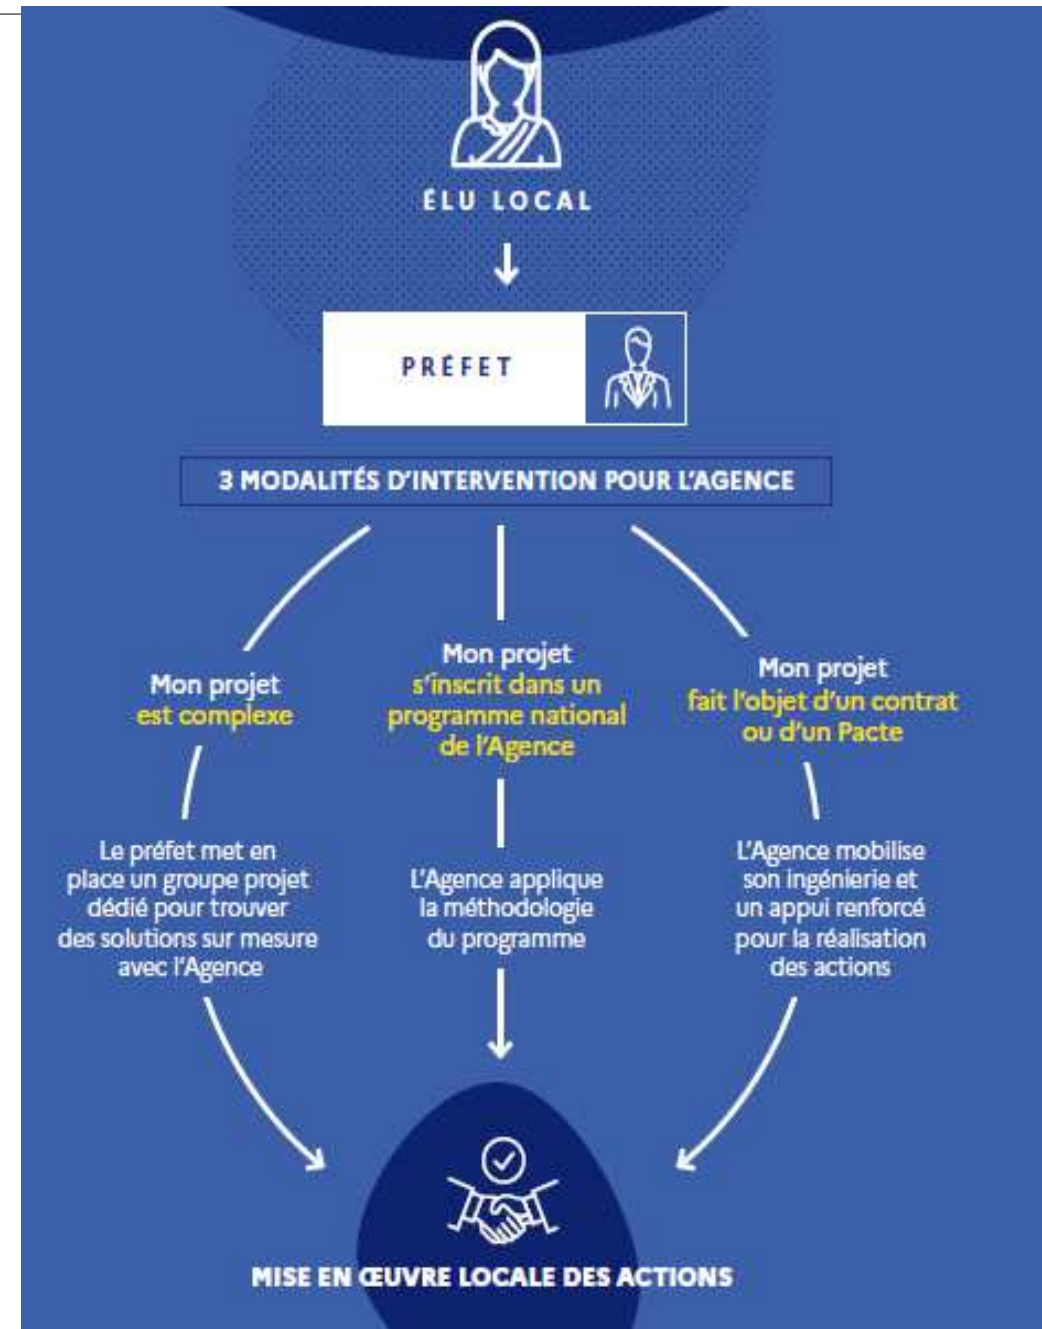 ÉLU LOCAL
PRÉFET
3 MODALITÉS D'INTERVENTION POUR L'AGENCE
Mon projet
est complexe
Le préfet met en
place un groupe projet
dédié pour trouver
des solutions sur mesure
avec l'Agence
Mon projet
s'inscrit dans un
programme national
de l'Agence
L'Agence applique
la méthodologie
du programme
Mon projet
fait l'objet d'un contrat
ou d'un Pacte
L'Agence mobilise
son ingénierie et
un appui renforcé
pour la réalisation
des actions
MISE EN ŒUVRE LOCALE DES ACTIONS